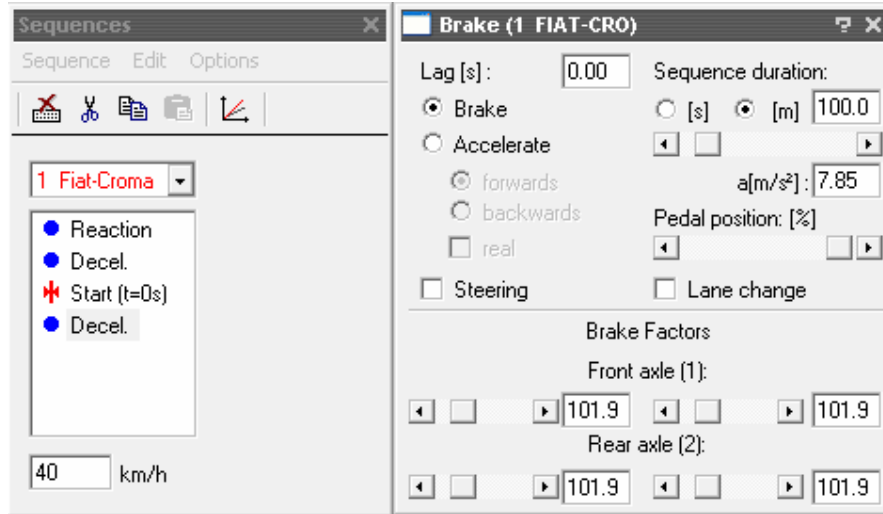 Sequences
Sequence Edit Options
1 Fiat-Croma
Reaction
Decel.
Start (t=0s)
Decel.
40 km/h
Brake (1 FIAT-CRO)
Lag [s] : 0.00 Sequence duration:
Brake [s] [m] 100.0
Accelerate
forwards a[m/s²] : 7.85
backwards Pedal position: [%]
real
Steering Lane change
Brake Factors
Front axle (1):
101.9 101.9
Rear axle (2):
101.9 101.9